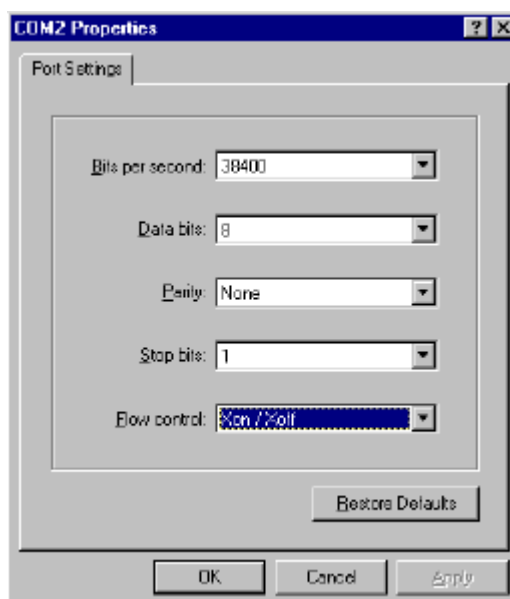 COM2 Properties
Port Settings
Bits per second: 38400
Data bits: 8
Parity: None
Stop bits: 1
Flow control: Xon / Xoff
Restore Defaults
OK Cancel Apply